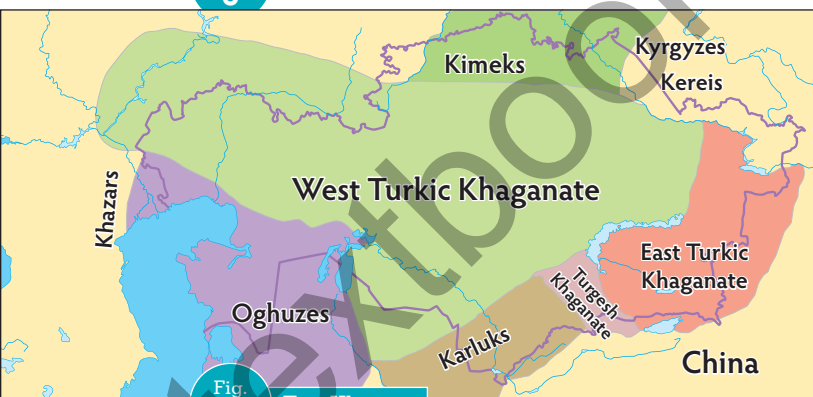 Kimeks
Kyrgyzes
Kereis
West Turkic Khaganate
Khazars
East Turkic
Khaganate
Turgesh
Khaganate
Oghuzes
Karluks
China
Fig.